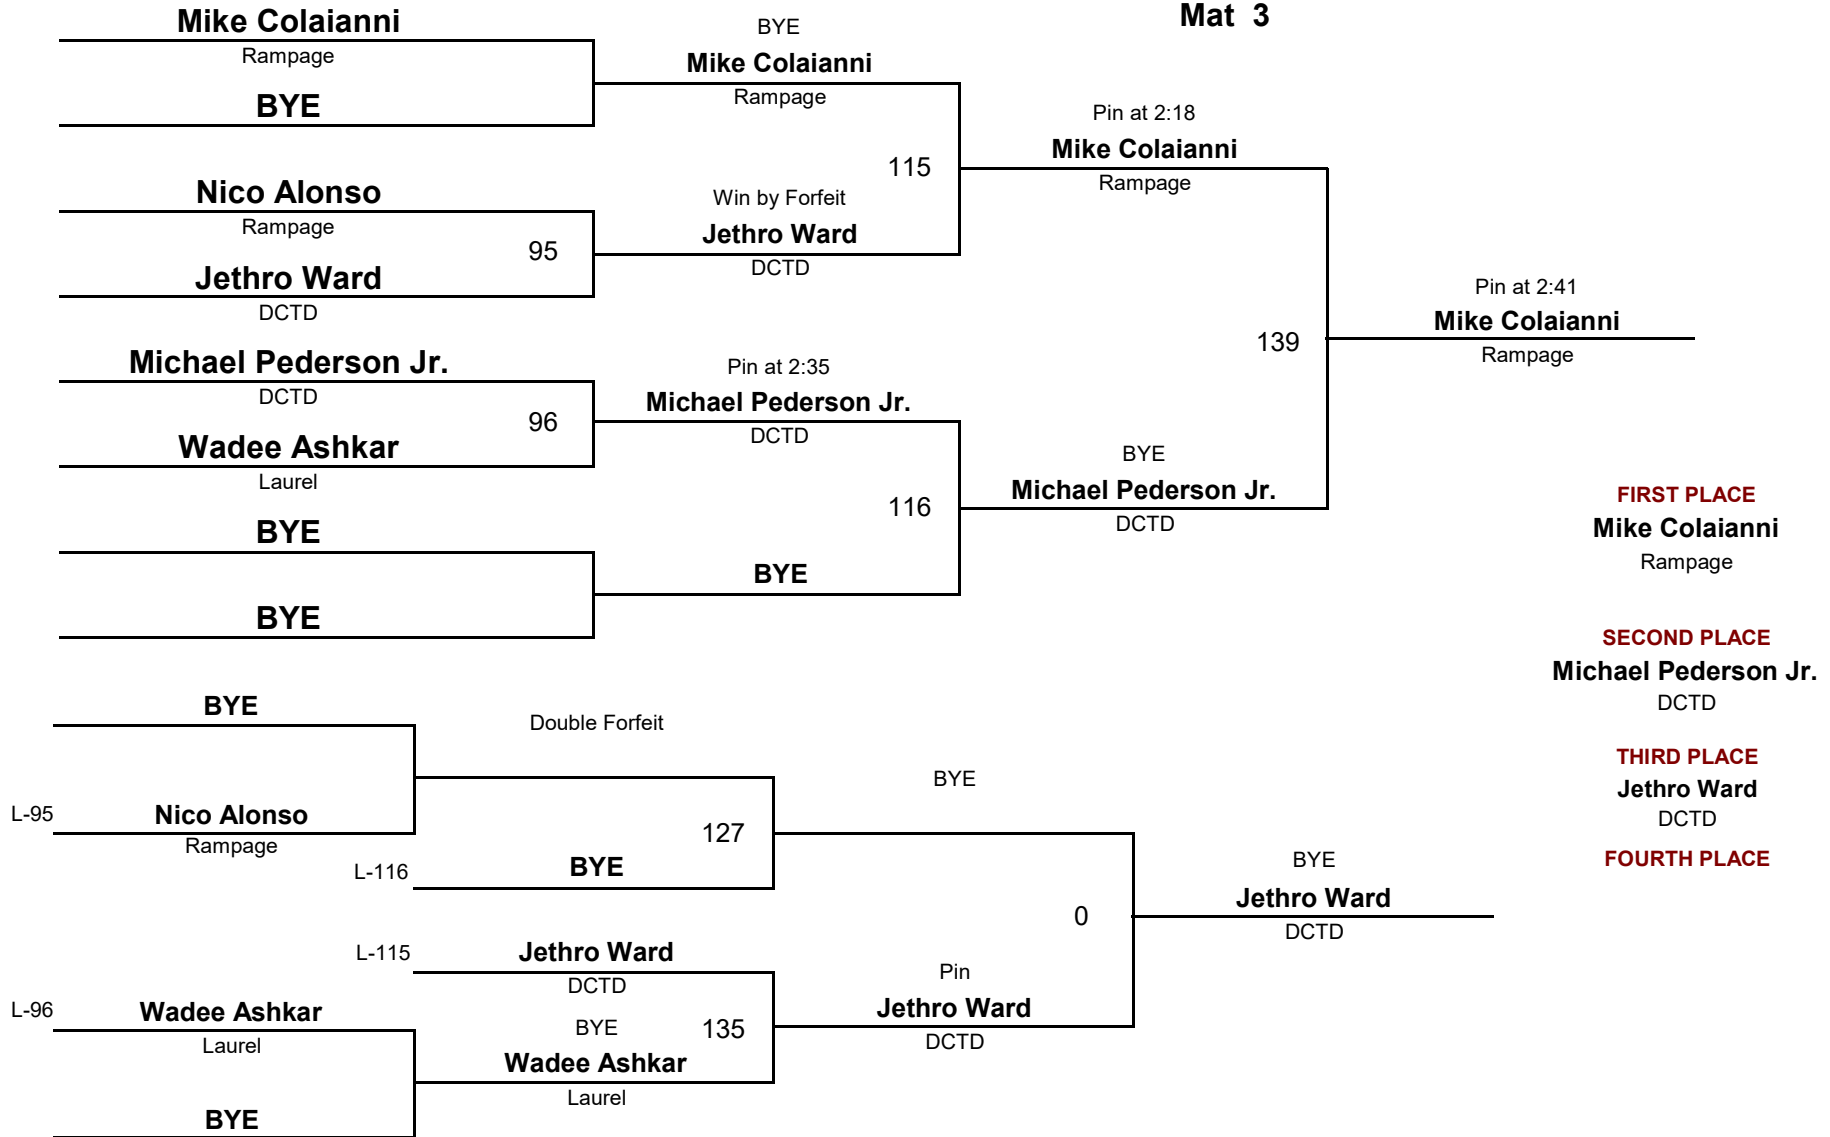 Mat 3
Mike Colaianni
Rampage
BYE
BYE
Mike Colaianni
Rampage
Nico Alonso
Rampage
95
Jethro Ward
DCTD
Win by Forfeit
Jethro Ward
DCTD
115
Pin at 2:18
Mike Colaianni
Rampage
Michael Pederson Jr.
DCTD
96
Wadee Ashkar
Laurel
Pin at 2:35
Michael Pederson Jr.
DCTD
BYE
BYE
BYE
116
BYE
Michael Pederson Jr.
DCTD
139
Pin at 2:41
Mike Colaianni
Rampage
FIRST PLACE
Mike Colaianni
Rampage
SECOND PLACE
Michael Pederson Jr.
DCTD
THIRD PLACE
Jethro Ward
DCTD
FOURTH PLACE
BYE
L-95
Nico Alonso
Rampage
Double Forfeit
L-116
BYE
127
BYE
L-115
Jethro Ward
DCTD
L-96
Wadee Ashkar
Laurel
BYE
BYE
Wadee Ashkar
Laurel
135
Pin
Jethro Ward
DCTD
0
BYE
Jethro Ward
DCTD